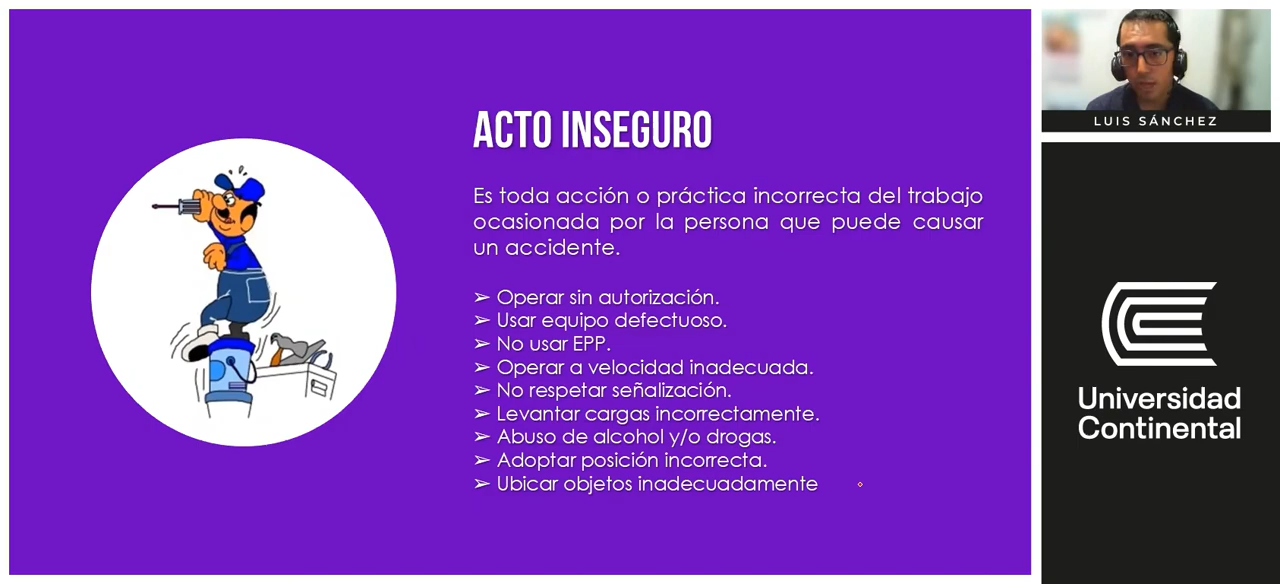 ACTO INSEGURO
Es toda acción o práctica incorrecta del trabajo
ocasionada por la persona que puede causar
un accidente.
➢ Operar sin autorización.
➢ Usar equipo defectuoso.
➢ No usar EPP.
➢ Operar a velocidad inadecuada.
➢ No respetar señalización.
➢ Levantar cargas incorrectamente.
➢ Abuso de alcohol y/o drogas.
➢ Adoptar posición incorrecta.
➢ Ubicar objetos inadecuadamente
LUIS SÁNCHEZ
Universidad
Continental